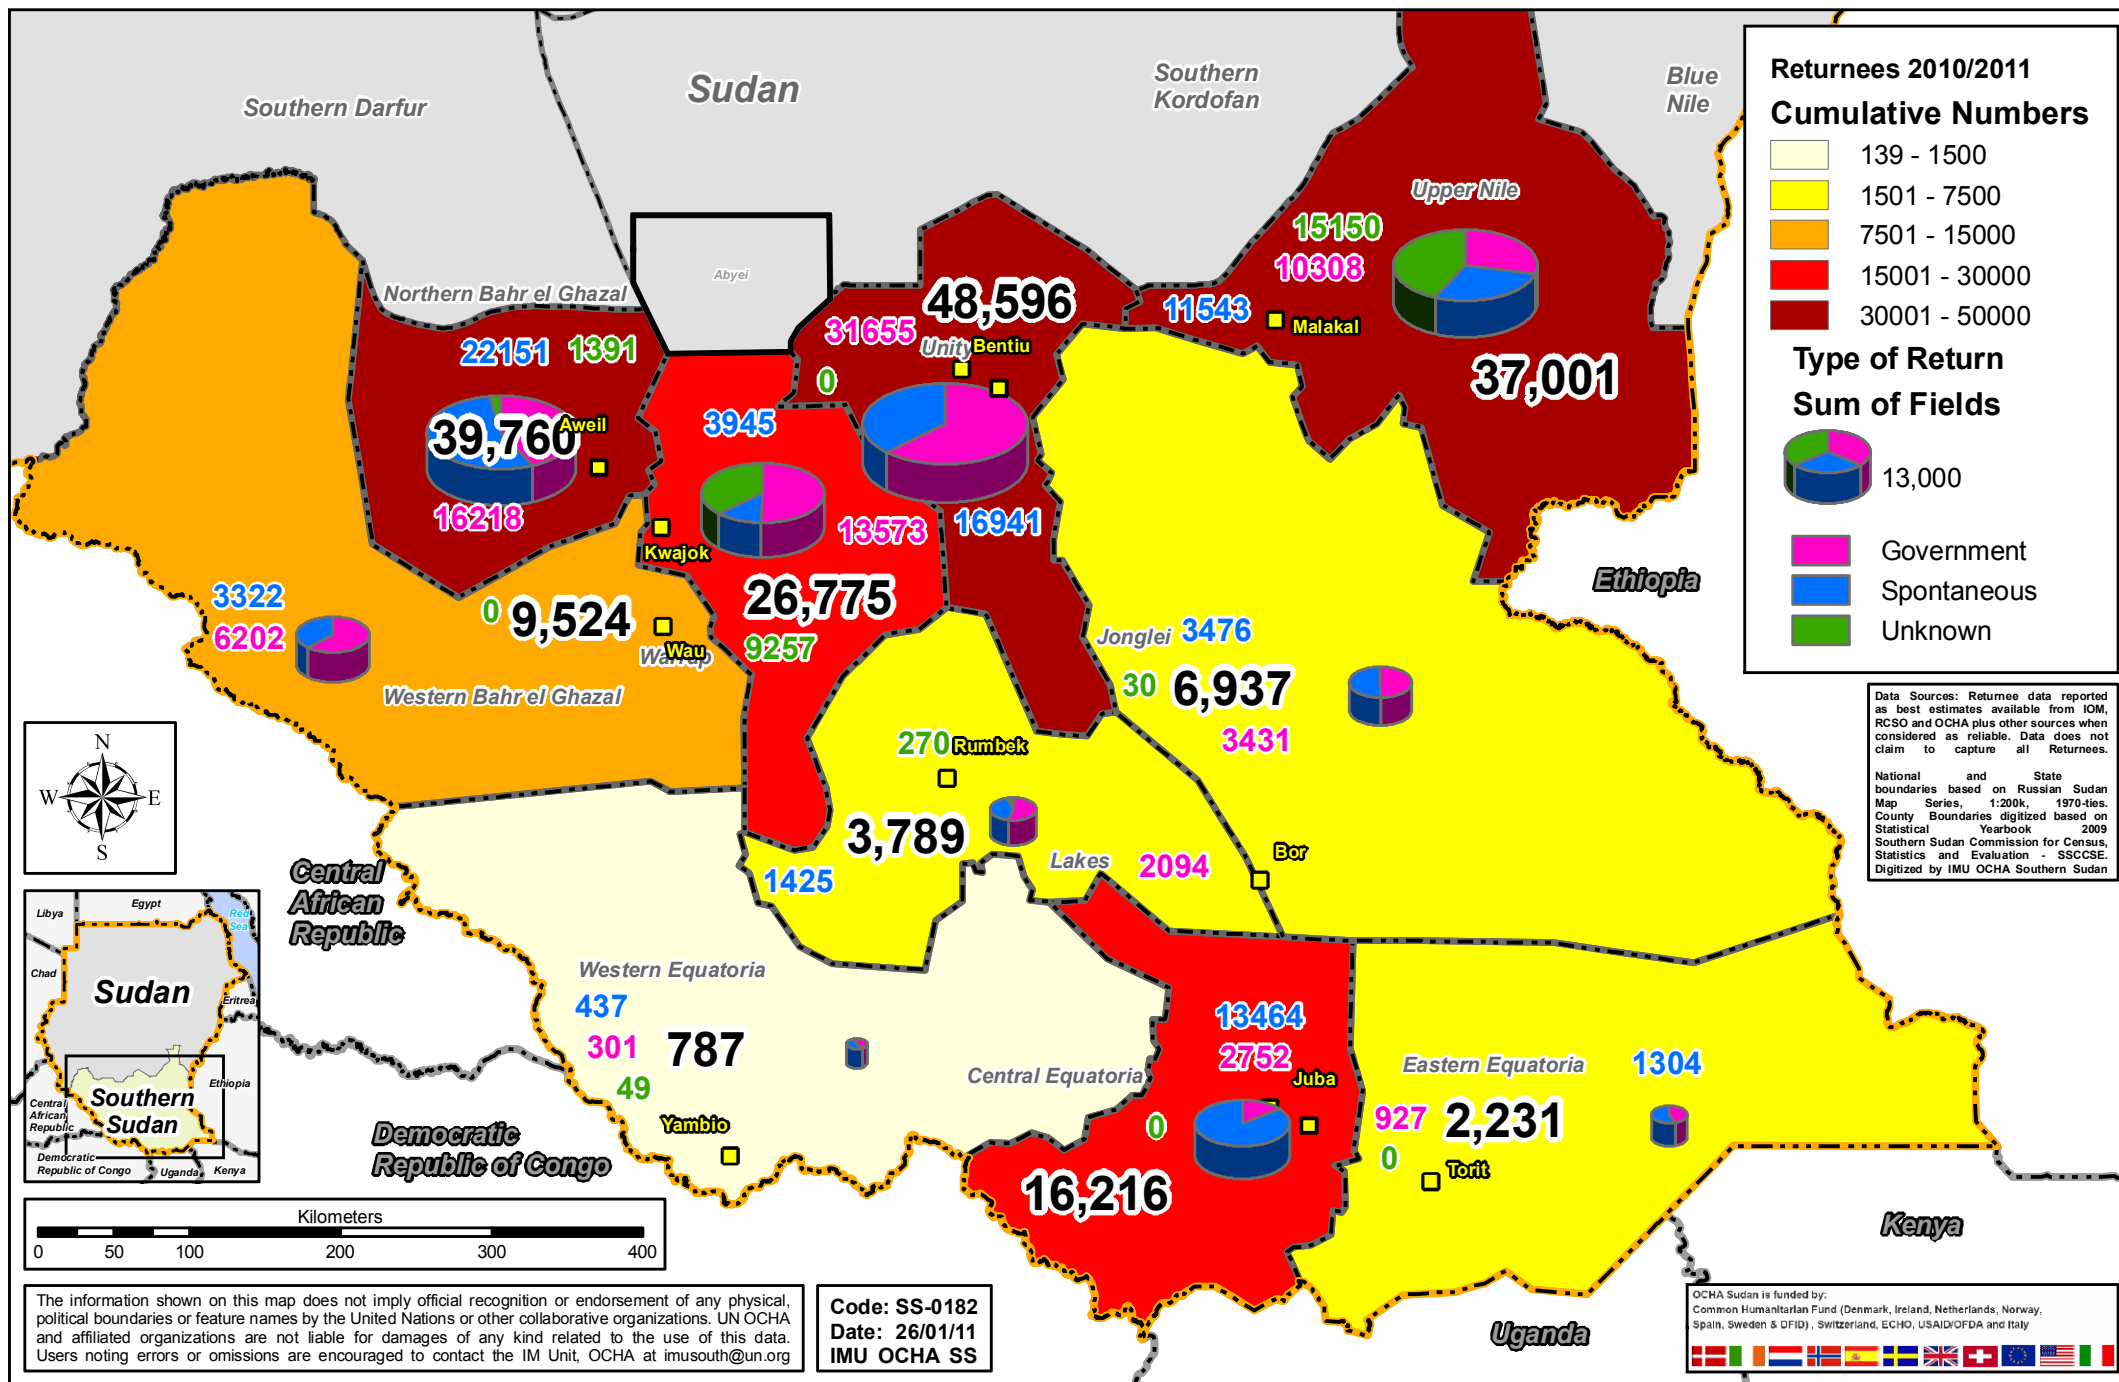 Sudan
Southern Darfur
Southern
Kordofan
Blue
Nile
Upper Nile
15150
10308
11543
Malakal
37,001
Abyei
Northern Bahr el Ghazal
22151 1391
39,760
Aweil
16218
48,596
31655
Unity
Bentiu
0
16941
3945
13573
Kwajok
26,775
9257
Warrap
3322
6202
0
9,524
Wau
Western Bahr el Ghazal
Jonglei 3476
30 6,937
3431
Bor
Ethiopia
270 Rumbek
3,789
1425
Lakes 2094
Central
African
Republic
Western Equatoria
437
301 787
49
Yambio
Democratic
Republic of Congo
Central Equatoria
13464
2752
Juba
0
16,216
Eastern Equatoria
1304
927 2,231
0
Torit
Kenya
Uganda
Returnees 2010/2011
Cumulative Numbers
139 - 1500
1501 - 7500
7501 - 15000
15001 - 30000
30001 - 50000
Type of Return
Sum of Fields
13,000
Government
Spontaneous
Unknown
Data Sources: Returnee data reported
as best estimates available from IOM,
RCSO and OCHA plus other sources when
considered as reliable. Data does not
claim to capture all Returnees.
National and State
boundaries based on Russian Sudan
Map Series, 1:200k, 1970-ties.
County Boundaries digitized based on
Statistical Yearbook 2009
Southern Sudan Commission for Census,
Statistics and Evaluation - SSCCSE.
Digitized by IMU OCHA Southern Sudan
N
W E
S
Libya
Egypt
Red
Sea
Chad
Sudan
Eritrea
Ethiopia
Southern
Sudan
Central
African
Republic
Democratic
Republic of Congo
Uganda
Kenya
Kilometers
0 50 100 200 300 400
The information shown on this map does not imply official recognition or endorsement of any physical,
political boundaries or feature names by the United Nations or other collaborative organizations. UN OCHA
and affiliated organizations are not liable for damages of any kind related to the use of this data.
Users noting errors or omissions are encouraged to contact the IM Unit, OCHA at imusouth@un.org
Code: SS-0182
Date: 26/01/11
IMU OCHA SS
OCHA Sudan is funded by:
Common Humanitarian Fund (Denmark, Ireland, Netherlands, Norway,
Spain, Sweden & DFID) , Switzerland, ECHO, USAID/OFDA and Italy